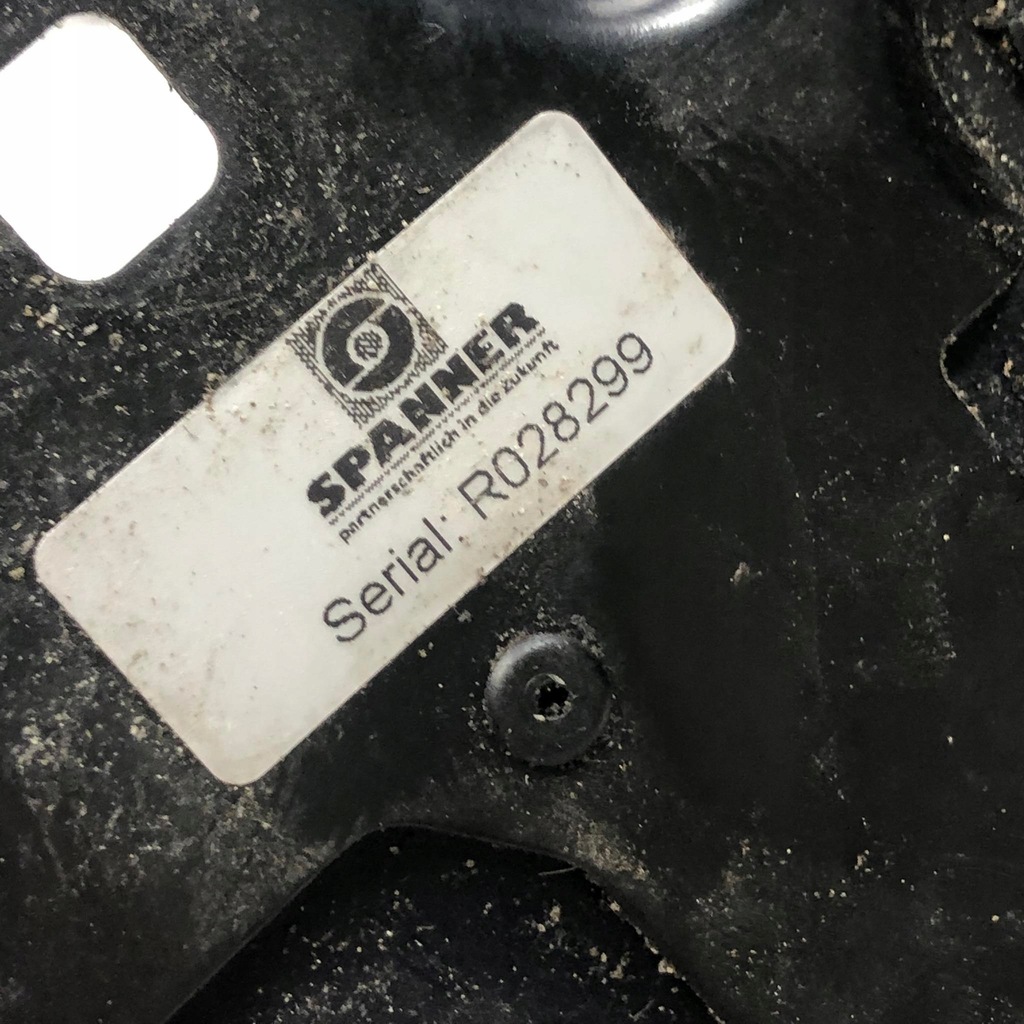 SPANNER
partnerschaftlich in die Zukunft
Serial: R028299